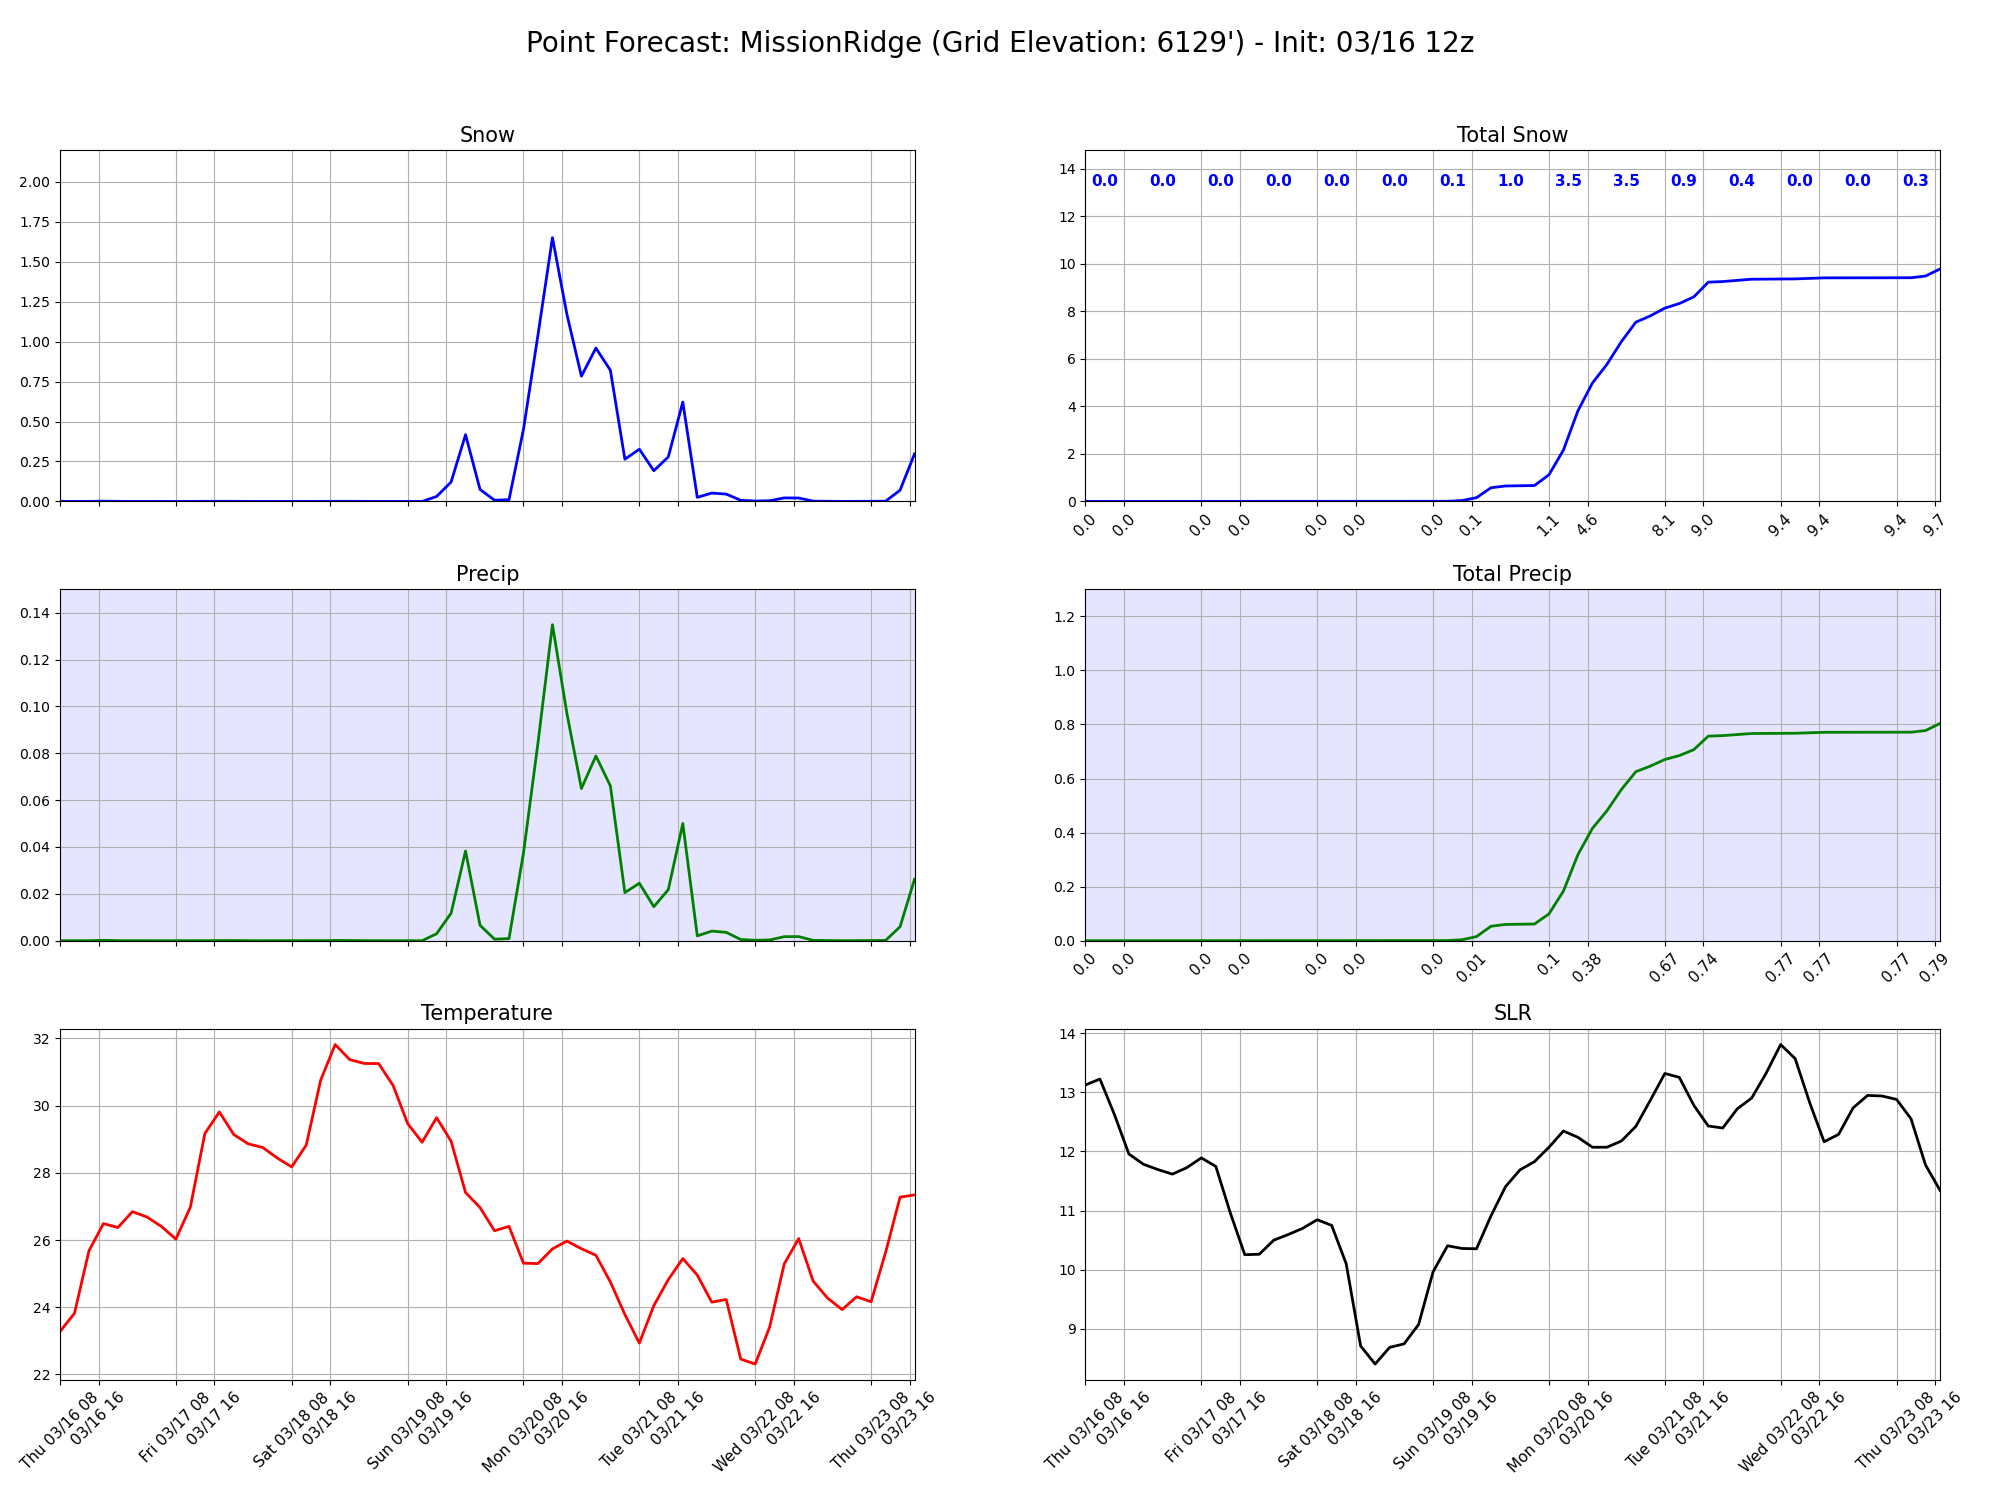 Point Forecast: MissionRidge (Grid Elevation: 6129') - Init: 03/16 12z
Snow
2.00
1.75
1.50
1.25
1.00
0.75
0.50
0.25
0.00
Total Snow
14
12
10
8
6
4
2
0
0.0 0.0 0.0 0.0 0.0 0.0 0.1 1.0 3.5 3.5 0.9 0.4 0.0 0.0 0.3
0.0 0.0 0.0 0.0 0.0 0.0 0.0 0.1 1.1 4.6 8.1 9.0 9.4 9.4 9.4 9.7
Precip
0.14
0.12
0.10
0.08
0.06
0.04
0.02
0.00
Total Precip
1.2
1.0
0.8
0.6
0.4
0.2
0.0
0.0 0.0 0.0 0.0 0.0 0.0 0.0 0.01 0.1 0.38 0.67 0.74 0.77 0.77 0.77 0.79
Temperature
32
30
28
26
24
22
Thu 03/16 08
03/16 16
Fri 03/17 08
03/17 16
Sat 03/18 08
03/18 16
Sun 03/19 08
03/19 16
Mon 03/20 08
03/20 16
Tue 03/21 08
03/21 16
Wed 03/22 08
03/22 16
Thu 03/23 08
03/23 16
SLR
14
13
12
11
10
9
Thu 03/16 08
03/16 16
Fri 03/17 08
03/17 16
Sat 03/18 08
03/18 16
Sun 03/19 08
03/19 16
Mon 03/20 08
03/20 16
Tue 03/21 08
03/21 16
Wed 03/22 08
03/22 16
Thu 03/23 08
03/23 16